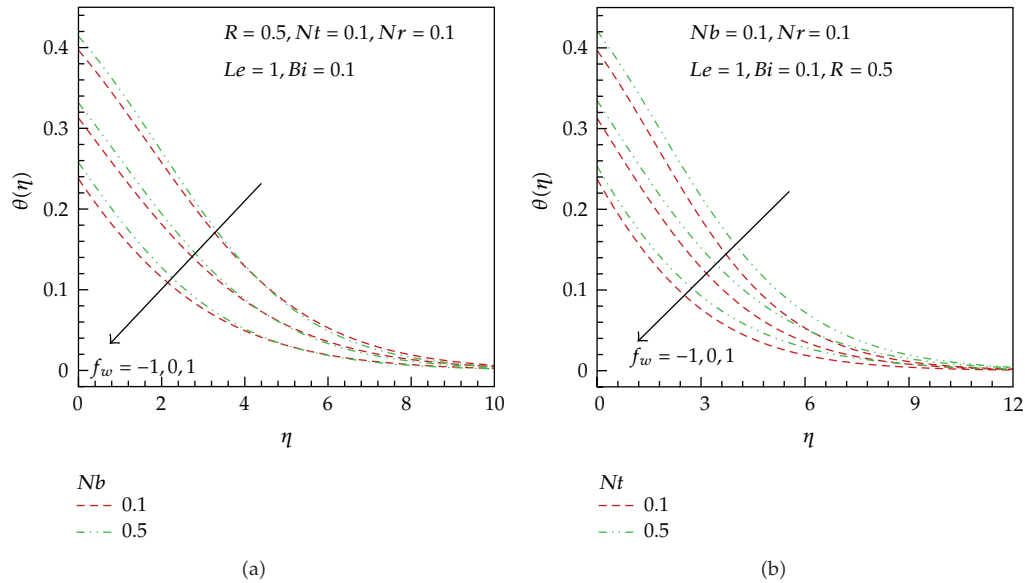 R = 0.5, Nt = 0.1, Nr = 0.1
Le = 1, Bi = 0.1
0.4
0.3
0.2
0.1
0
θ(η)
f_w = −1, 0, 1
0 2 4 6 8 10
η
Nb
0.1
0.5
(a)
Nb = 0.1, Nr = 0.1
Le = 1, Bi = 0.1, R = 0.5
0.4
0.3
0.2
0.1
0
θ(η)
f_w = −1, 0, 1
0 3 6 9 12
η
Nt
0.1
0.5
(b)